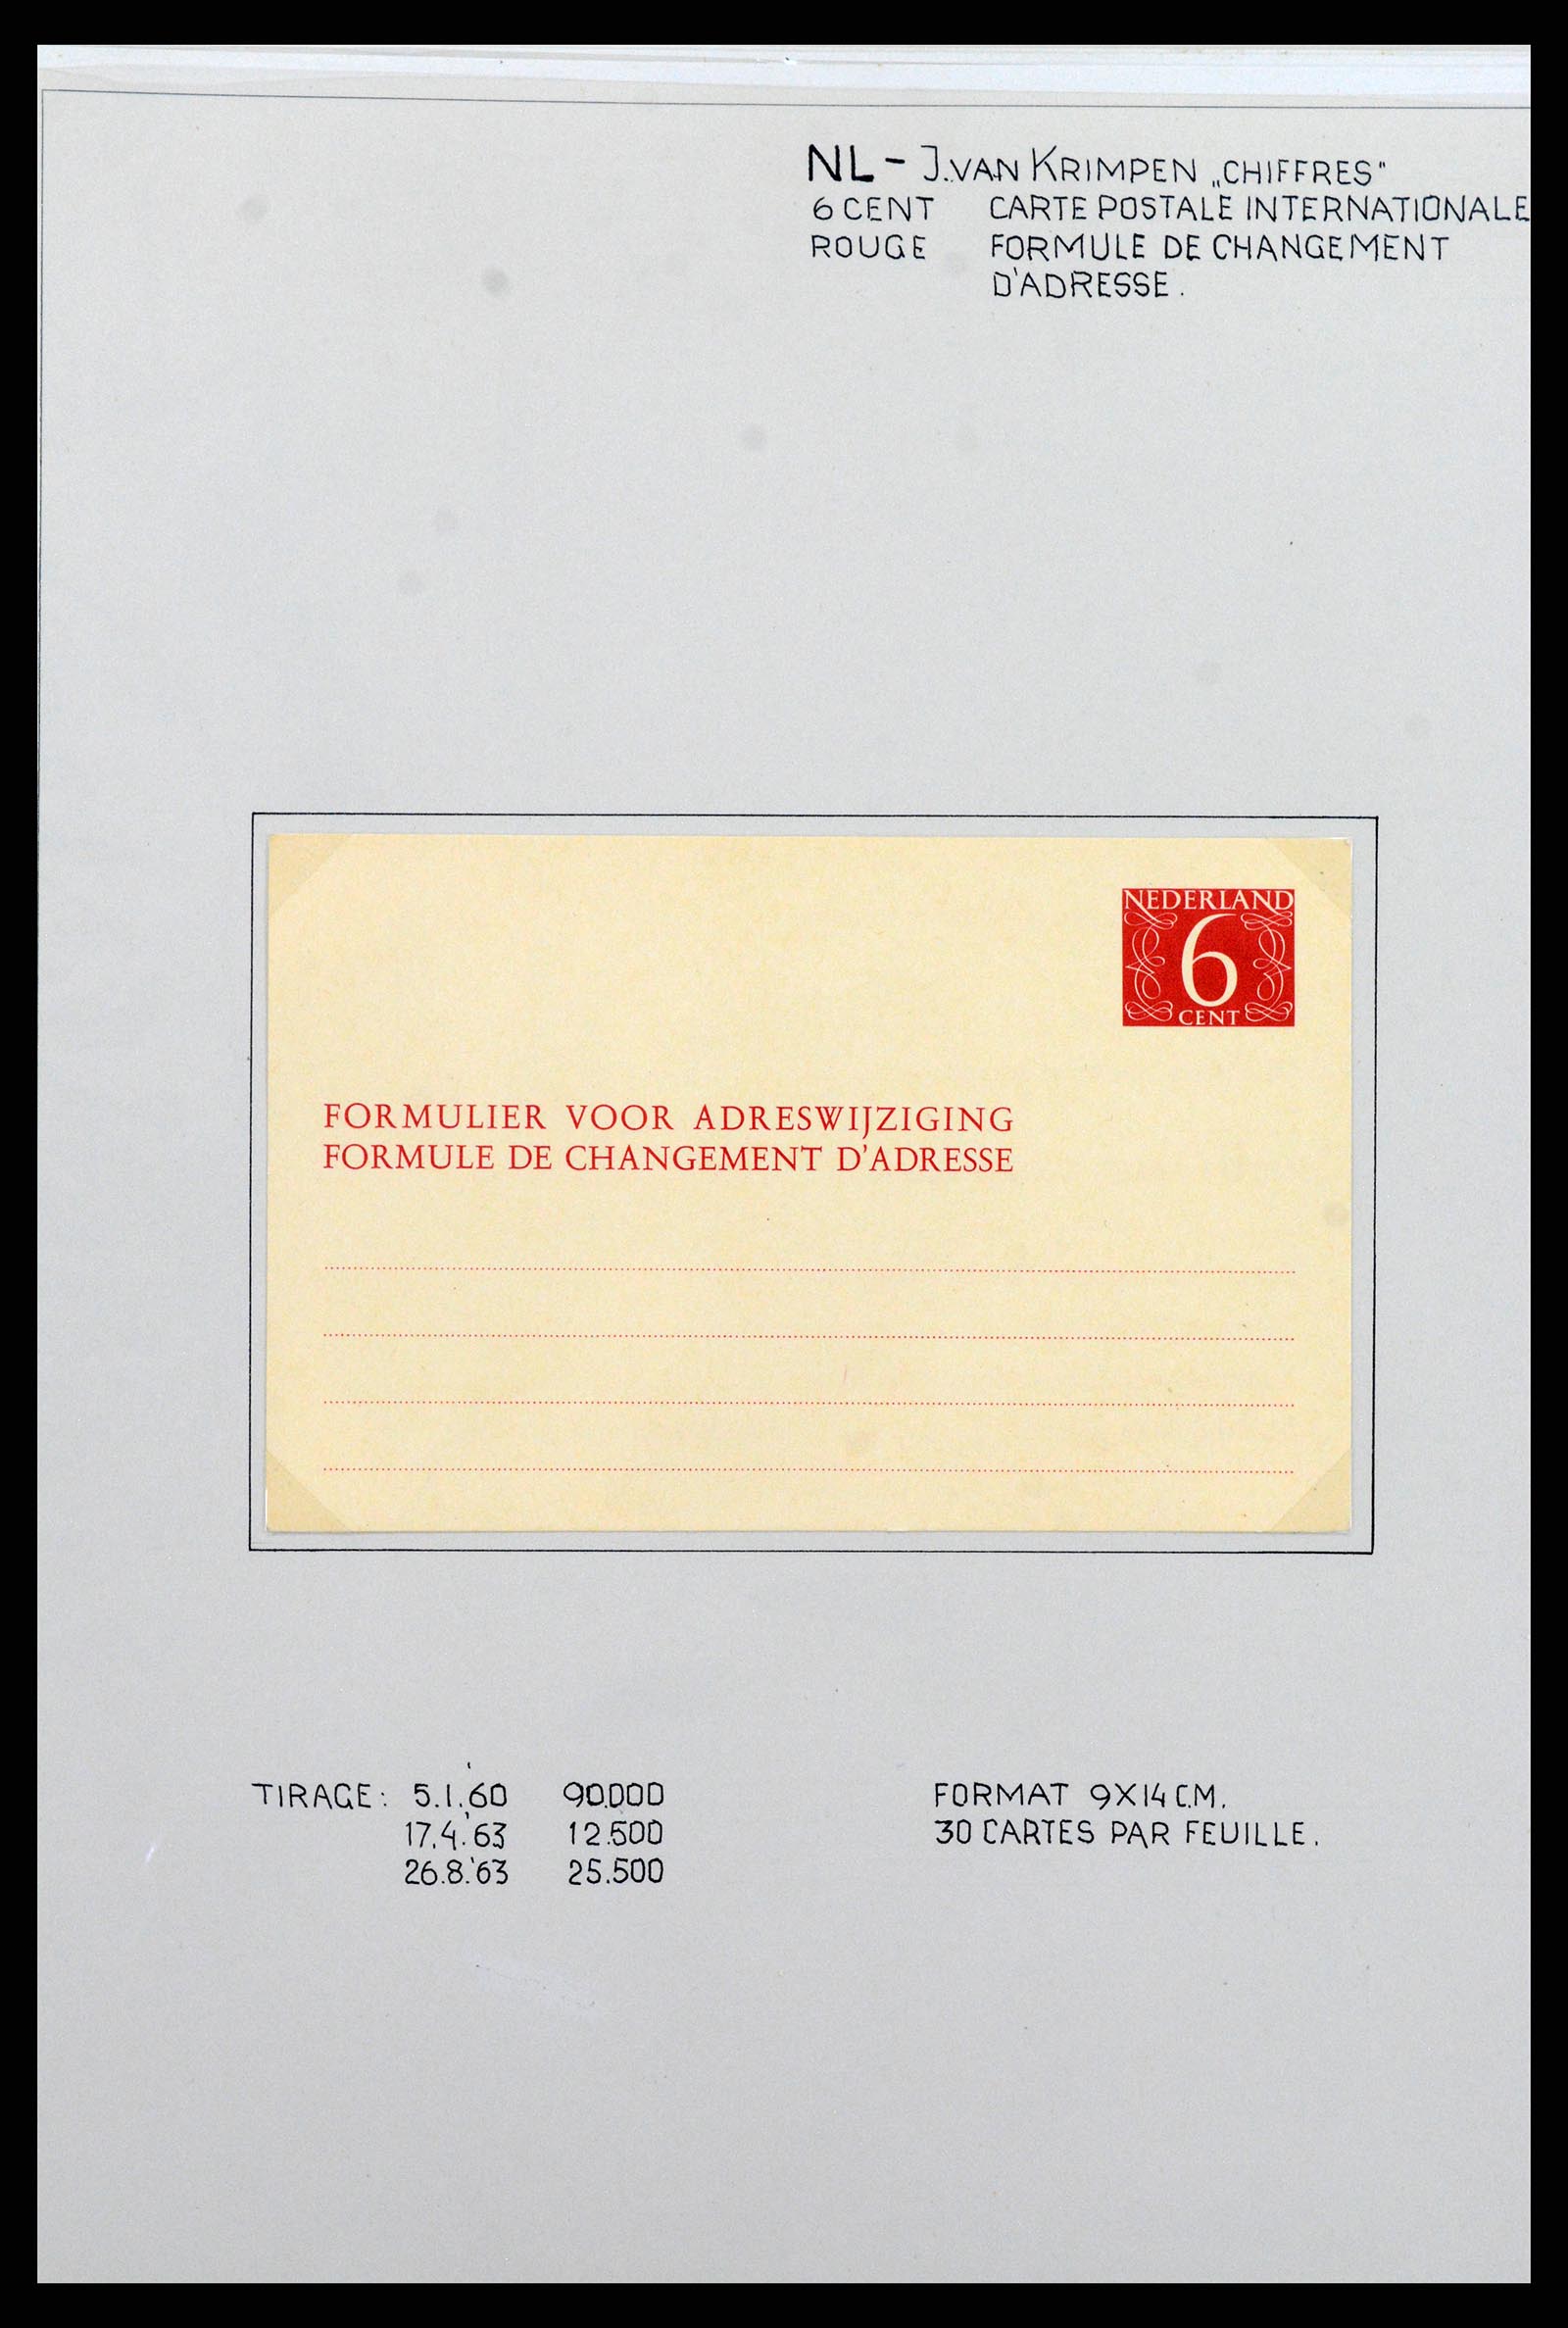 NL - J. VAN KRIMPEN „CHIFFRES"
6 CENT CARTE POSTALE INTERNATIONALE
ROUGE FORMULE DE CHANGEMENT
D'ADRESSE.
NEDERLAND
6
CENT
FORMULIER VOOR ADRESWIJZIGING
FORMULE DE CHANGEMENT D'ADRESSE
TIRAGE: 5.1.'60 90.000 FORMAT 9X14 C.M.
17.4.'63 12.500 30 CARTES PAR FEUILLE.
26.8.'63 25.500